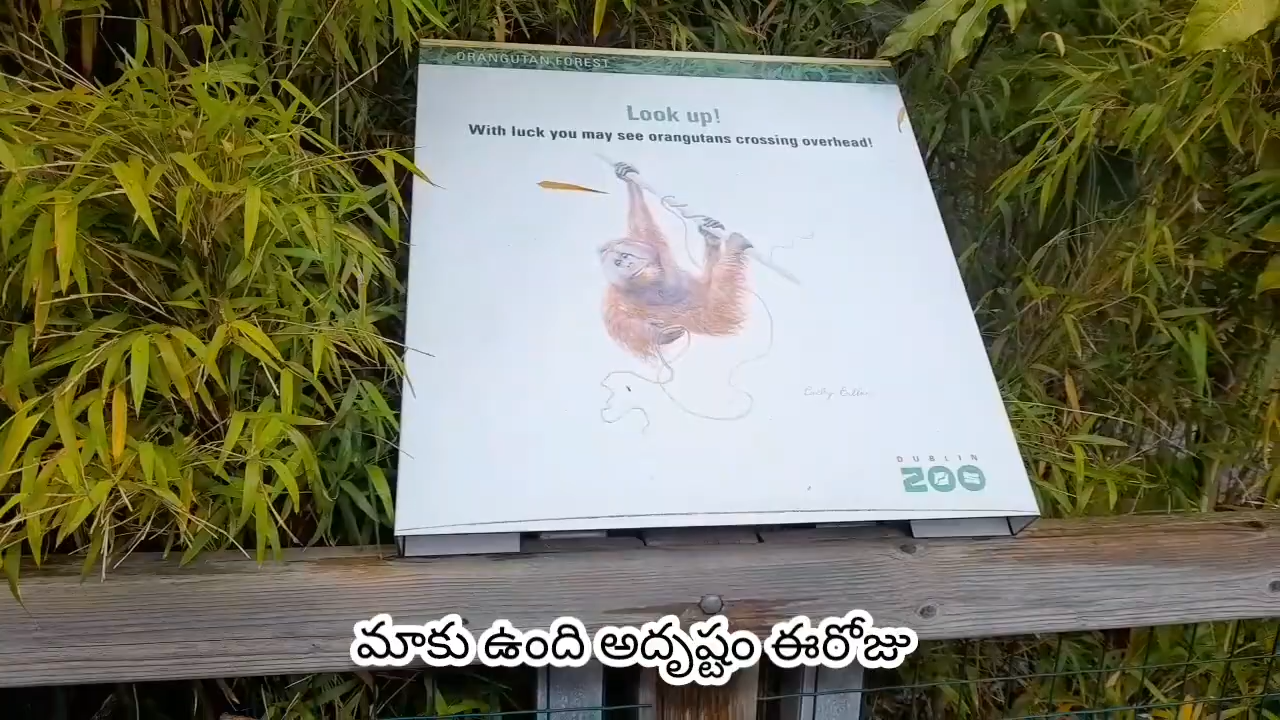 ORANGUTAN FOREST
Look up!
With luck you may see orangutans crossing overhead!
DUBLIN
ZOO
మాకు ఉంది అదృష్టం ఈరోజు